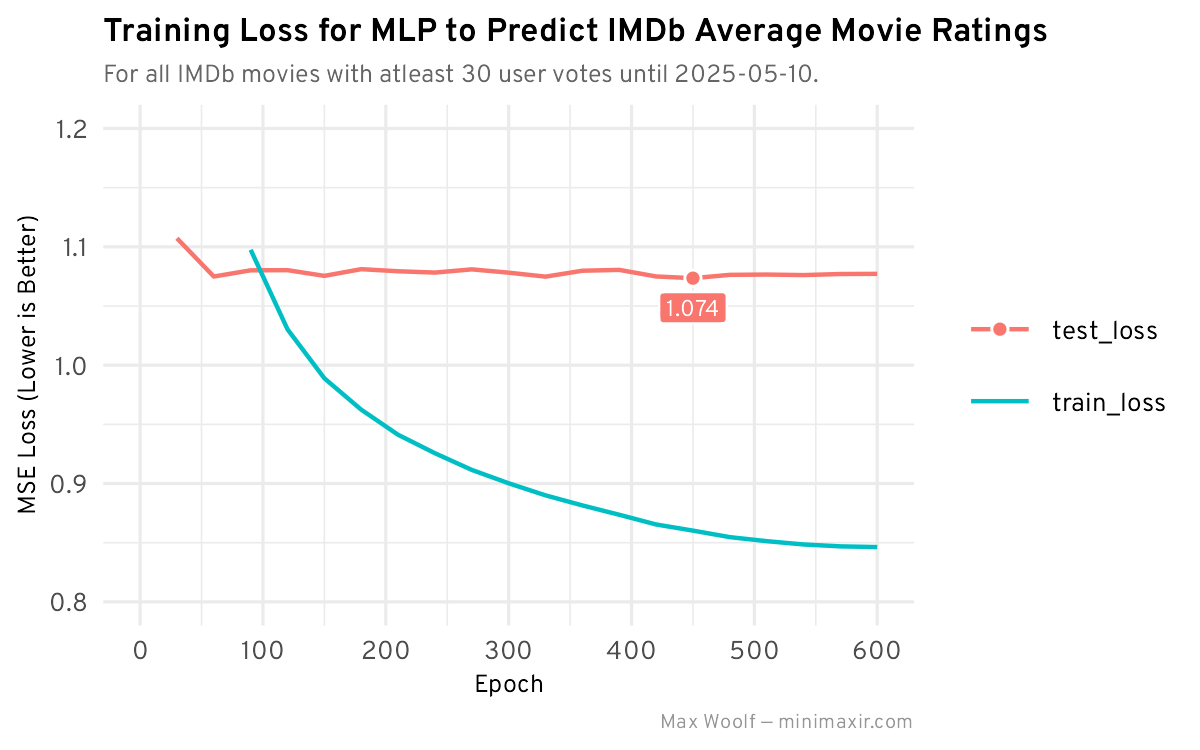 Training Loss for MLP to Predict IMDb Average Movie Ratings
For all IMDb movies with atleast 30 user votes until 2025-05-10.
MSE Loss (Lower is Better)
1.2
1.1
1.0
0.9
0.8
1.074
test_loss
train_loss
0 100 200 300 400 500 600
Epoch
Max Woolf — minimaxir.com